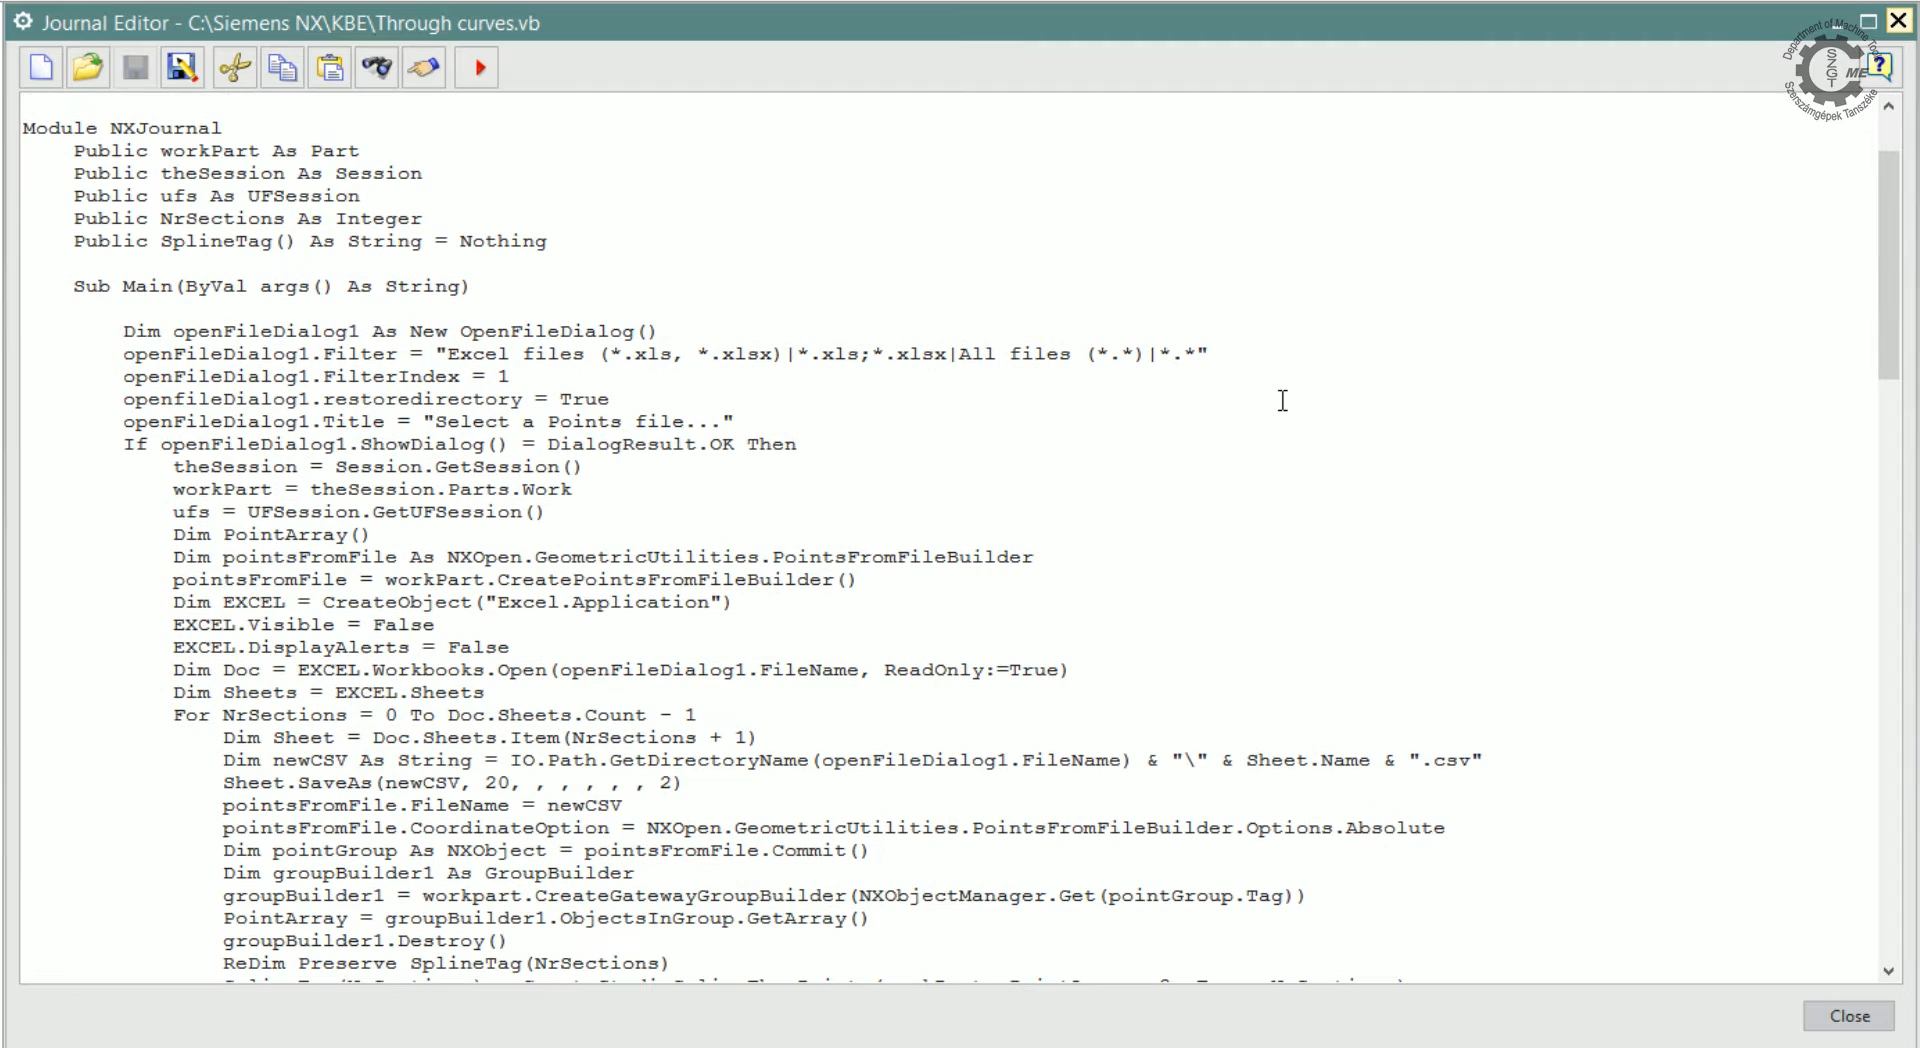 Journal Editor - C:\Siemens NX\KBE\Through curves.vb
Department of Machine
SZGT
ME
Szerszámgépek Tanszéke
?
Module NXJournal
Public workPart As Part
Public theSession As Session
Public ufs As UFSession
Public NrSections As Integer
Public SplineTag() As String = Nothing
Sub Main(ByVal args() As String)
Dim openFileDialog1 As New OpenFileDialog()
openFileDialog1.Filter = "Excel files (*.xls, *.xlsx)|*.xls;*.xlsx|All files (*.*)|*.*"
openFileDialog1.FilterIndex = 1
openfileDialog1.restoredirectory = True
openFileDialog1.Title = "Select a Points file..."
If openFileDialog1.ShowDialog() = DialogResult.OK Then
theSession = Session.GetSession()
workPart = theSession.Parts.Work
ufs = UFSession.GetUFSession()
Dim PointArray()
Dim pointsFromFile As NXOpen.GeometricUtilities.PointsFromFileBuilder
pointsFromFile = workPart.CreatePointsFromFileBuilder()
Dim EXCEL = CreateObject("Excel.Application")
EXCEL.Visible = False
EXCEL.DisplayAlerts = False
Dim Doc = EXCEL.Workbooks.Open(openFileDialog1.FileName, ReadOnly:=True)
Dim Sheets = EXCEL.Sheets
For NrSections = 0 To Doc.Sheets.Count - 1
Dim Sheet = Doc.Sheets.Item(NrSections + 1)
Dim newCSV As String = IO.Path.GetDirectoryName(openFileDialog1.FileName) & "\" & Sheet.Name & ".csv"
Sheet.SaveAs(newCSV, 20, , , , , , 2)
pointsFromFile.FileName = newCSV
pointsFromFile.CoordinateOption = NXOpen.GeometricUtilities.PointsFromFileBuilder.Options.Absolute
Dim pointGroup As NXObject = pointsFromFile.Commit()
Dim groupBuilder1 As GroupBuilder
groupBuilder1 = workpart.CreateGatewayGroupBuilder(NXObjectManager.Get(pointGroup.Tag))
PointArray = groupBuilder1.ObjectsInGroup.GetArray()
groupBuilder1.Destroy()
ReDim Preserve SplineTag(NrSections)
Close